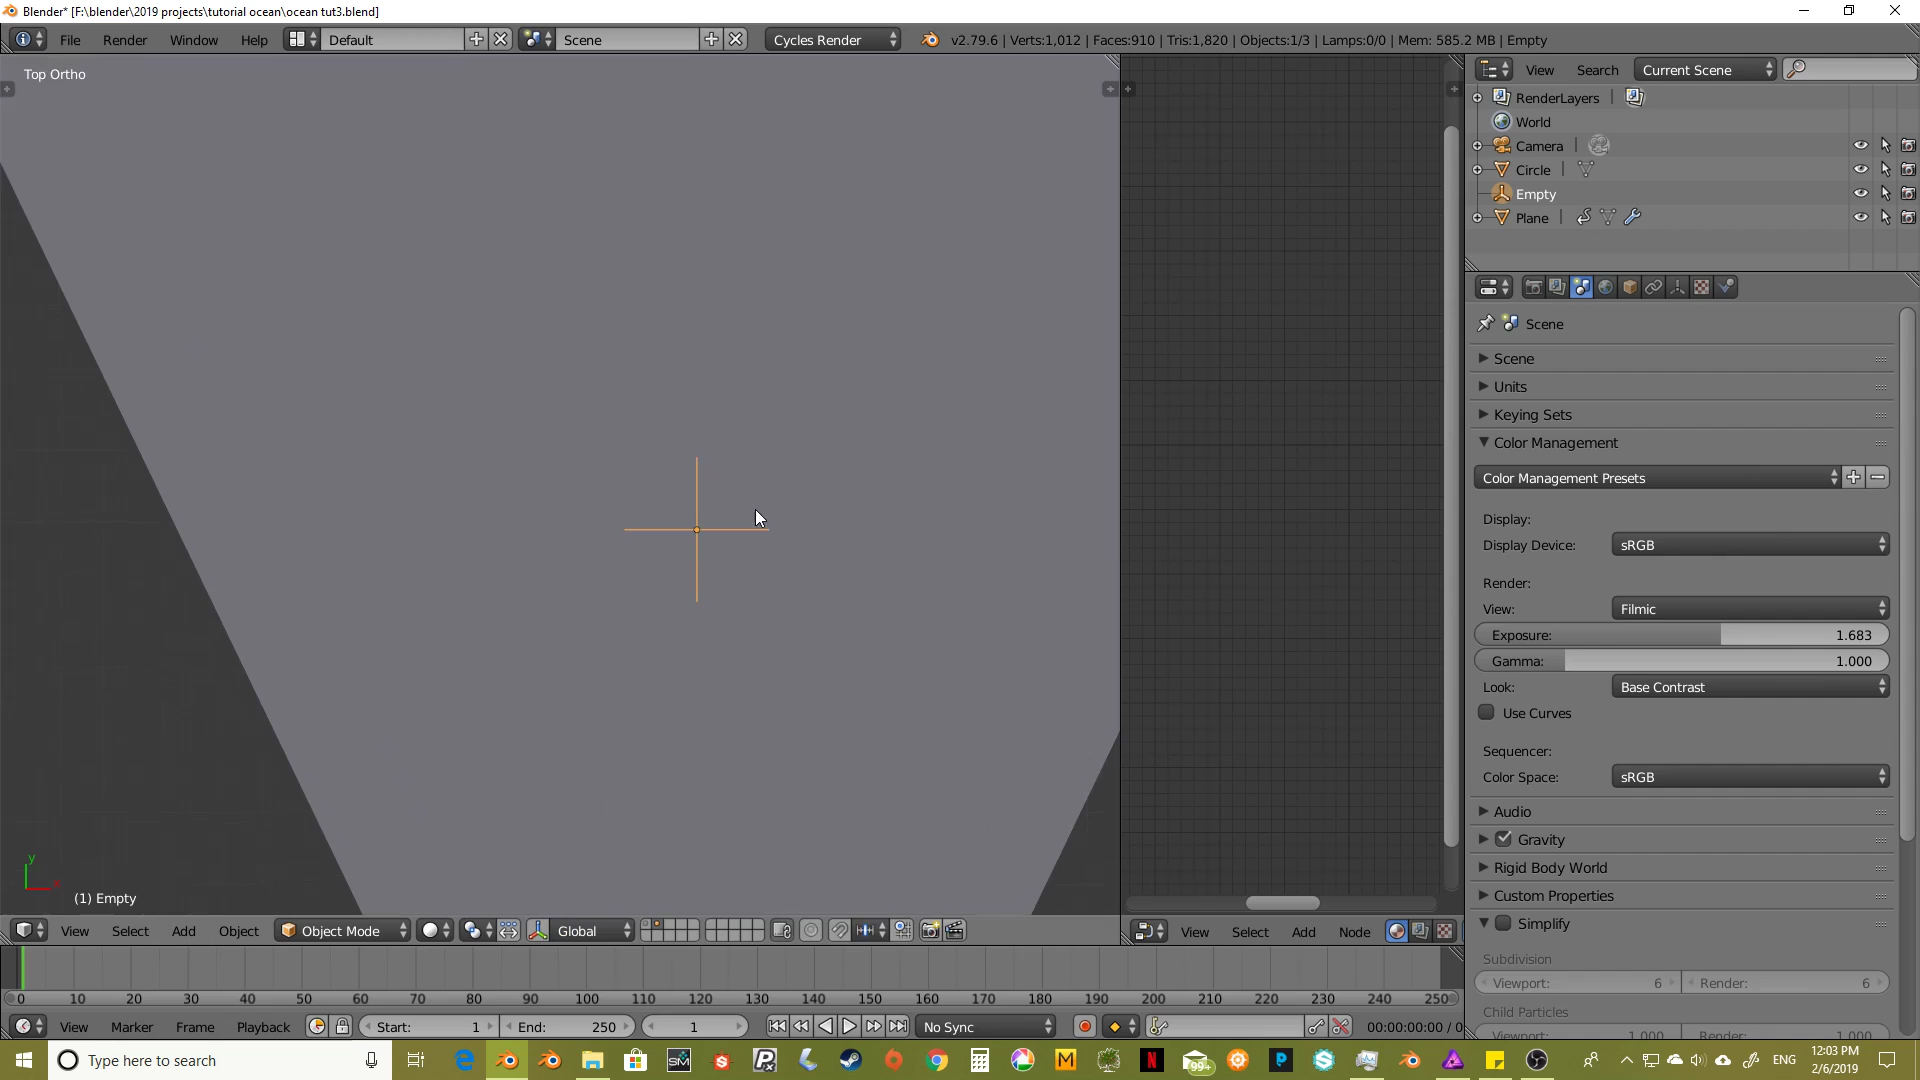 Blender* [F:\blender\2019 projects\tutorial ocean\ocean tut3.blend]
File Render Window Help Default Scene Cycles Render v2.79.6 | Verts:1,012 | Faces:910 | Tris:1,820 | Objects:1/3 | Lamps:0/0 | Mem: 585.2 MB | Empty
Top Ortho
View Search Current Scene
RenderLayers
World
Camera
Circle
Empty
Plane
Scene
Scene
Units
Keying Sets
Color Management
Color Management Presets
Display:
Display Device: sRGB
Render:
View: Filmic
Exposure: 1.683
Gamma: 1.000
Look: Base Contrast
Use Curves
Sequencer:
Color Space: sRGB
Audio
Gravity
Rigid Body World
Custom Properties
Simplify
Subdivision
Viewport: 6 Render: 6
Child Particles
Viewport: 1.000 Render: 1.000
y
x
(1) Empty
View Select Add Object Object Mode Global
View Select Add Node
0 10 20 30 40 50 60 70 80 90 100 110 120 130 140 150 160 170 180 190 200 210 220 230 240 250
View Marker Frame Playback Start: 1 End: 250 1 No Sync 00:00:00:00 / 0
Type here to search
99+
ENG
12:03 PM
2/6/2019